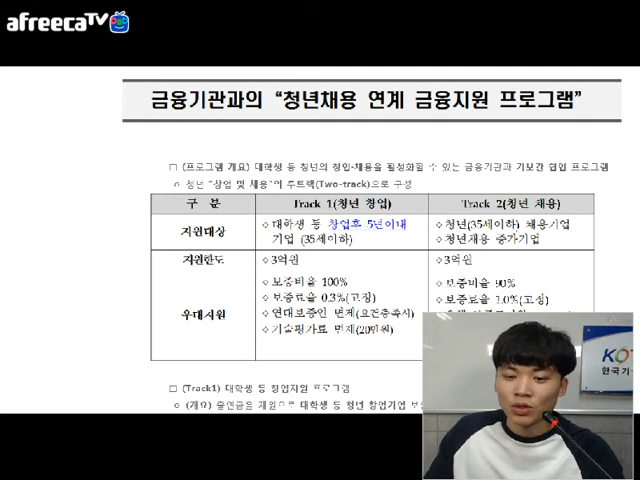 afreecaTV
금융기관과의 "청년채용 연계 금융지원 프로그램"
□ (프로그램 개요) 대학생 등 청년의 창업·채용을 활성화할 수 있는 금융기관과 기보간 협업 프로그램
○ 청년 "창업 및 채용"의 투트랙(Two-track)으로 구성
구 분 Track 1(청년 창업) Track 2(청년 채용)
지원대상 ◇대학생 등 창업후 5년이내 기업 (35세이하) ◇청년(35세이하) 채용기업
◇청년채용 증가기업
지원한도 ◇3억원 ◇3억원
우대지원 ◇보증비율 100% ◇보증비율 90%
◇보증료 0.3%(고정) ◇보증료율 1.0%(고정)
◇연대보증인 면제(요건충족시)
◇기술평가료 면제(20만원)
□ (Track1) 대학생 등 창업지원 프로그램
○ (개요) 출연금을 재원으로 대학생 등 청년 창업기업
한국기